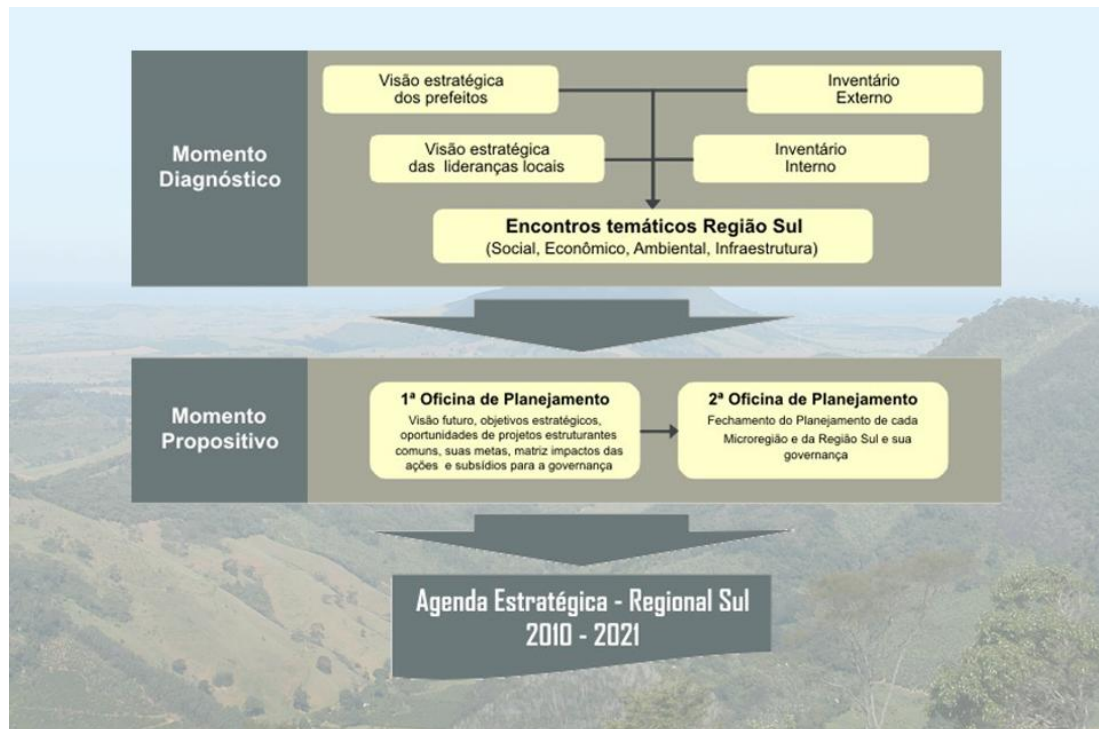 Momento
Diagnóstico
Visão estratégica
dos prefeitos
Inventário
Externo
Visão estratégica
das lideranças locais
Inventário
Interno
Encontros temáticos Região Sul
(Social, Econômico, Ambiental, Infraestrutura)
Momento
Propositivo
1ª Oficina de Planejamento
Visão futuro, objetivos estratégicos,
oportunidades de projetos estruturantes
comuns, suas metas, matriz impactos das
ações e subsídios para a governança
2ª Oficina de Planejamento
Fechamento do Planejamento de cada
Microregião e da Região Sul e sua
governança
Agenda Estratégica - Regional Sul
2010 - 2021